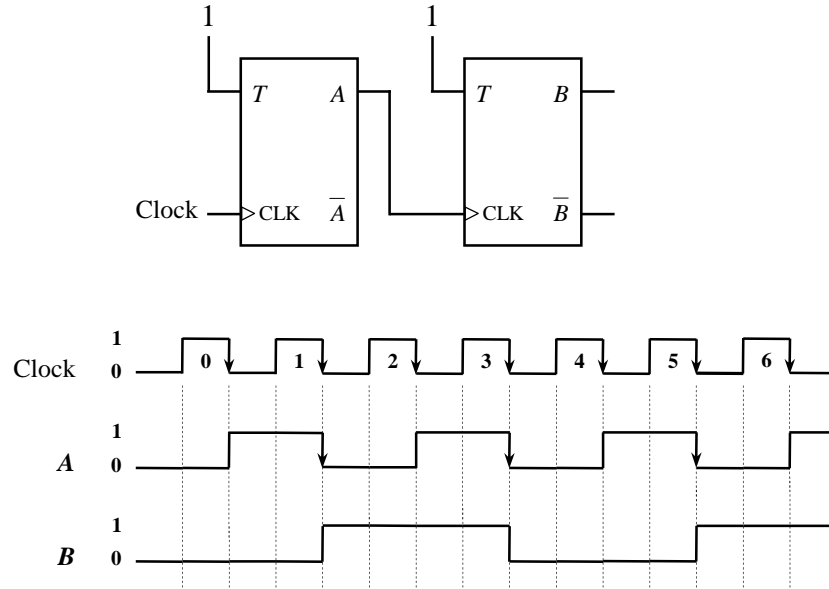 1 1
T A T B
Clock CLK A̅ CLK B̅
1
Clock 0 0 1 2 3 4 5 6
1
A 0
1
B 0